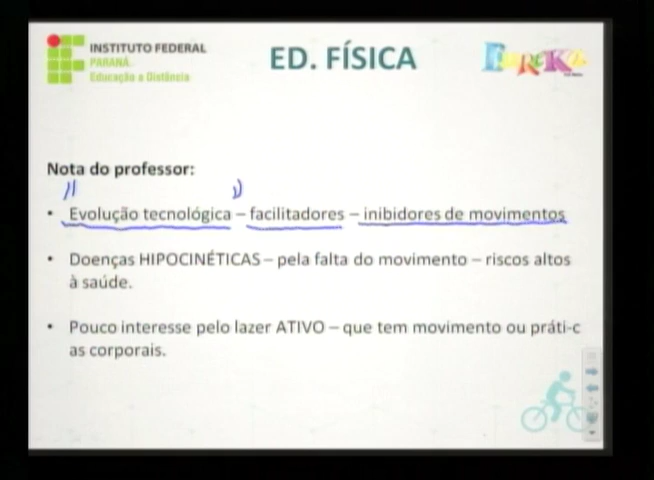 INSTITUTO FEDERAL
PARANÁ
Educação a Distância
ED. FÍSICA
EUREKA
Nota do professor:
• Evolução tecnológica – facilitadores – inibidores de movimentos
• Doenças HIPOCINÉTICAS – pela falta do movimento – riscos altos
à saúde.
• Pouco interesse pelo lazer ATIVO – que tem movimento ou práti-c
as corporais.